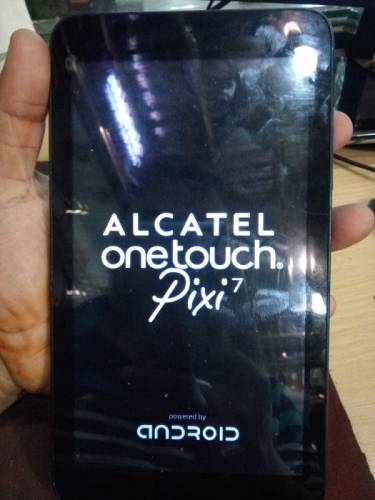 ALCATEL
onetouch®
Pixi 7
powered by
ANDROID